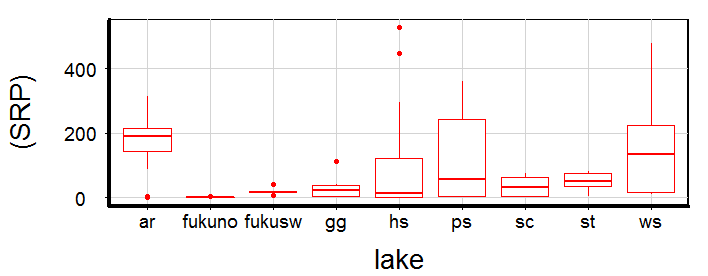 (SRP)
400
200
0
ar fukuno fukusw gg hs ps sc st ws
lake